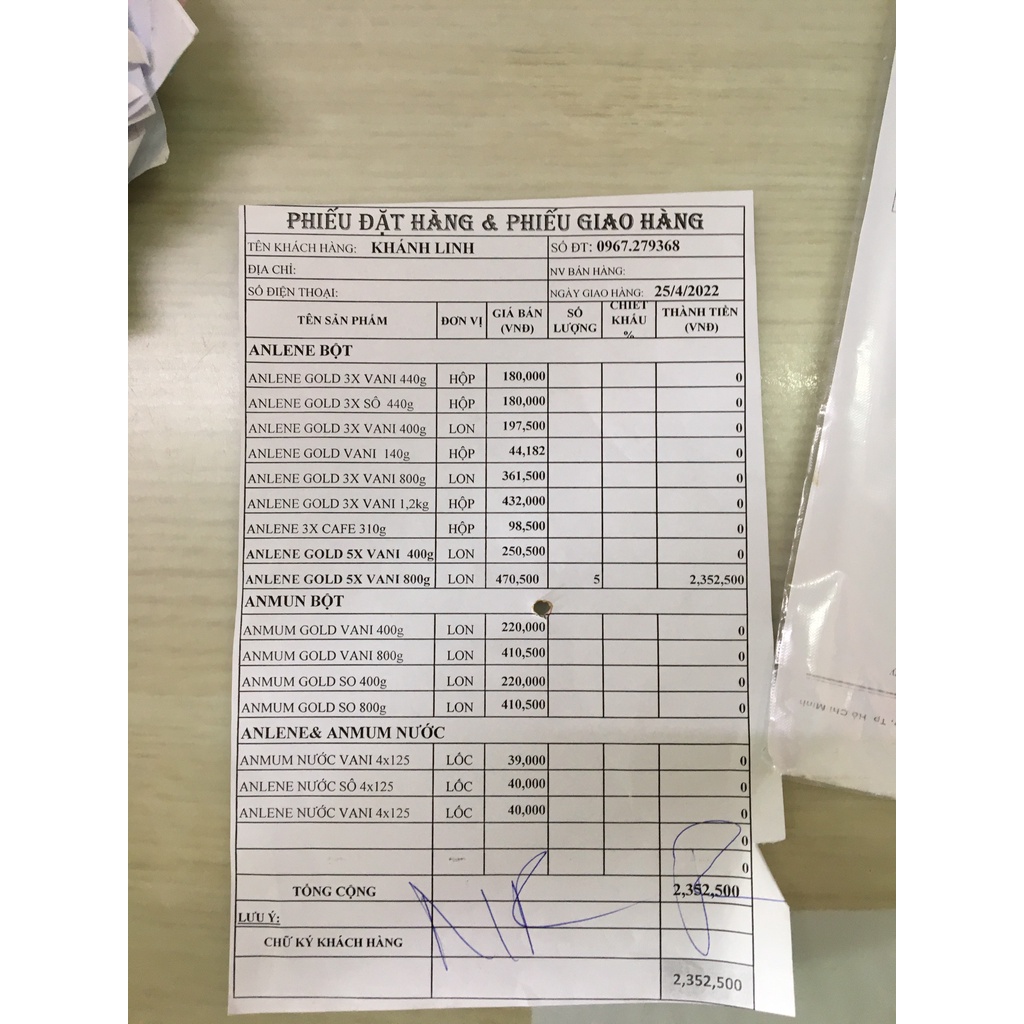 PHIẾU ĐẶT HÀNG & PHIẾU GIAO HÀNG
TÊN KHÁCH HÀNG: KHÁNH LINH SỐ ĐT: 0967.279368
ĐỊA CHỈ: NV BÁN HÀNG:
SỐ ĐIỆN THOẠI: NGÀY GIAO HÀNG: 25/4/2022
TÊN SẢN PHẨM ĐƠN VỊ GIÁ BÁN (VNĐ) SỐ LƯỢNG CHIẾT KHẤU % THÀNH TIỀN (VNĐ)
ANLENE BỘT
ANLENE GOLD 3X VANI 440g HỘP 180,000 0
ANLENE GOLD 3X SÔ 440g HỘP 180,000 0
ANLENE GOLD 3X VANI 400g LON 197,500 0
ANLENE GOLD VANI 140g HỘP 44,182 0
ANLENE GOLD 3X VANI 800g LON 361,500 0
ANLENE GOLD 3X VANI 1,2kg HỘP 432,000 0
ANLENE 3X CAFE 310g HỘP 98,500 0
ANLENE GOLD 5X VANI 400g LON 250,500 0
ANLENE GOLD 5X VANI 800g LON 470,500 5 2,352,500
ANMUN BỘT
ANMUM GOLD VANI 400g LON 220,000 0
ANMUM GOLD VANI 800g LON 410,500 0
ANMUM GOLD SO 400g LON 220,000 0
ANMUM GOLD SO 800g LON 410,500 0
ANLENE& ANMUM NƯỚC
ANMUM NƯỚC VANI 4x125 LỐC 39,000 0
ANLENE NƯỚC SÔ 4x125 LỐC 40,000 0
ANLENE NƯỚC VANI 4x125 LỐC 40,000 0
0
0
TỔNG CỘNG 2,352,500
LƯU Ý:
CHỮ KÝ KHÁCH HÀNG
2,352,500
Tp Hồ Chí Minh